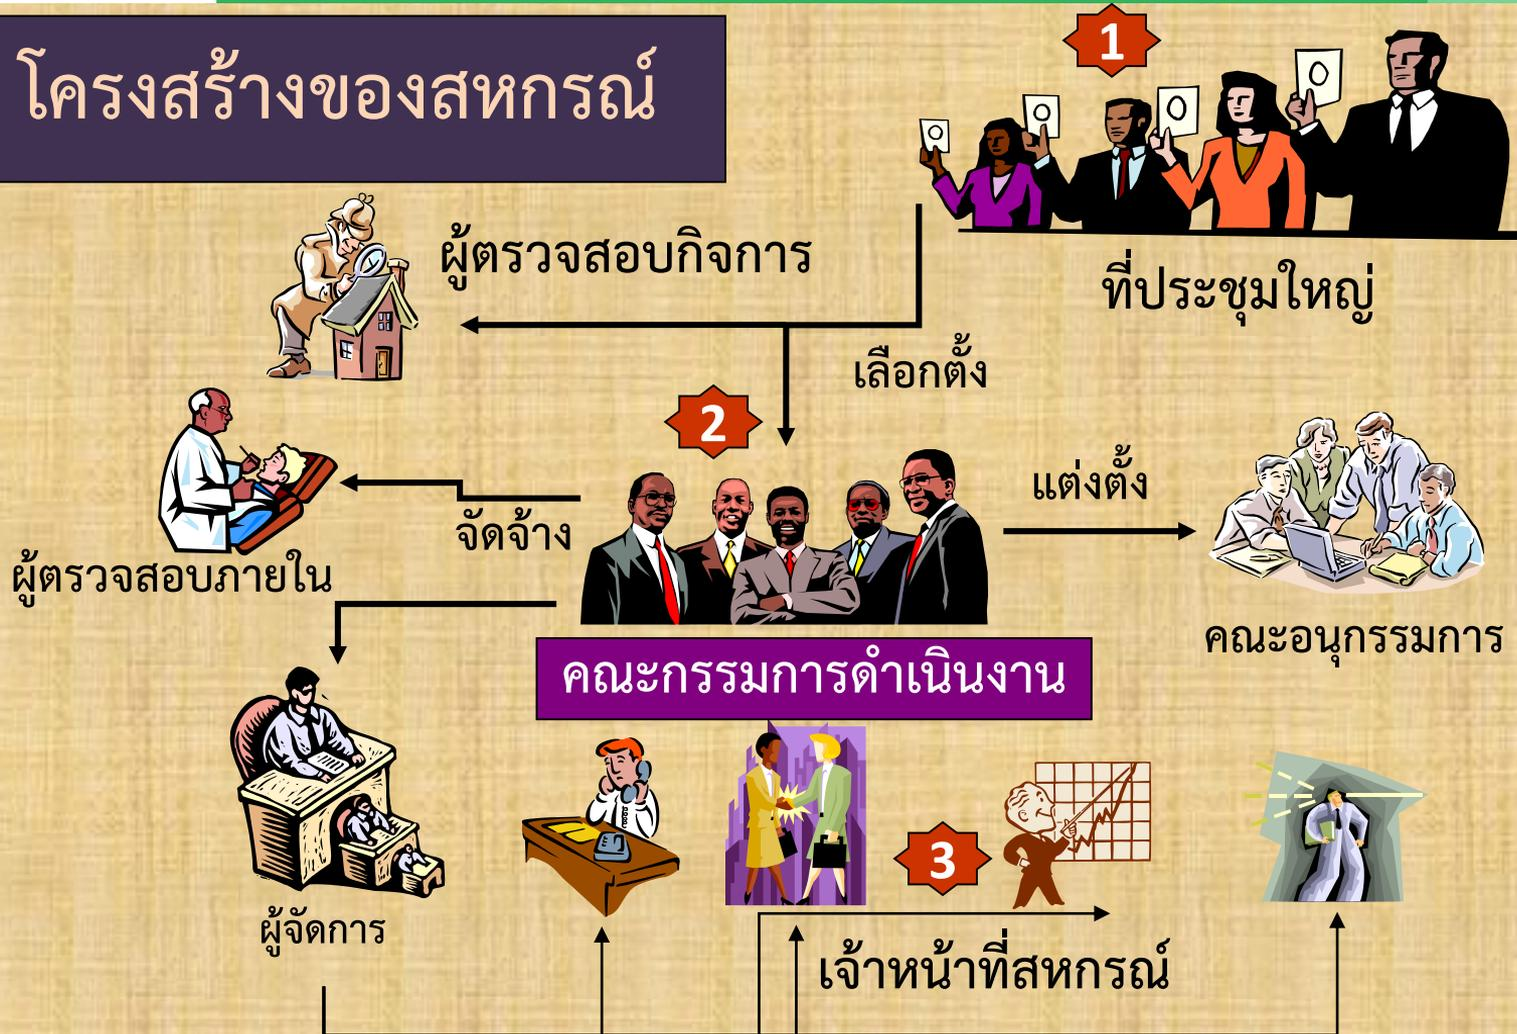 โครงสร้างของสหกรณ์
1
ผู้ตรวจสอบกิจการ
ที่ประชุมใหญ่
เลือกตั้ง
2
แต่งตั้ง
จัดจ้าง
ผู้ตรวจสอบภายใน
คณะอนุกรรมการ
คณะกรรมการดำเนินงาน
3
ผู้จัดการ
เจ้าหน้าที่สหกรณ์